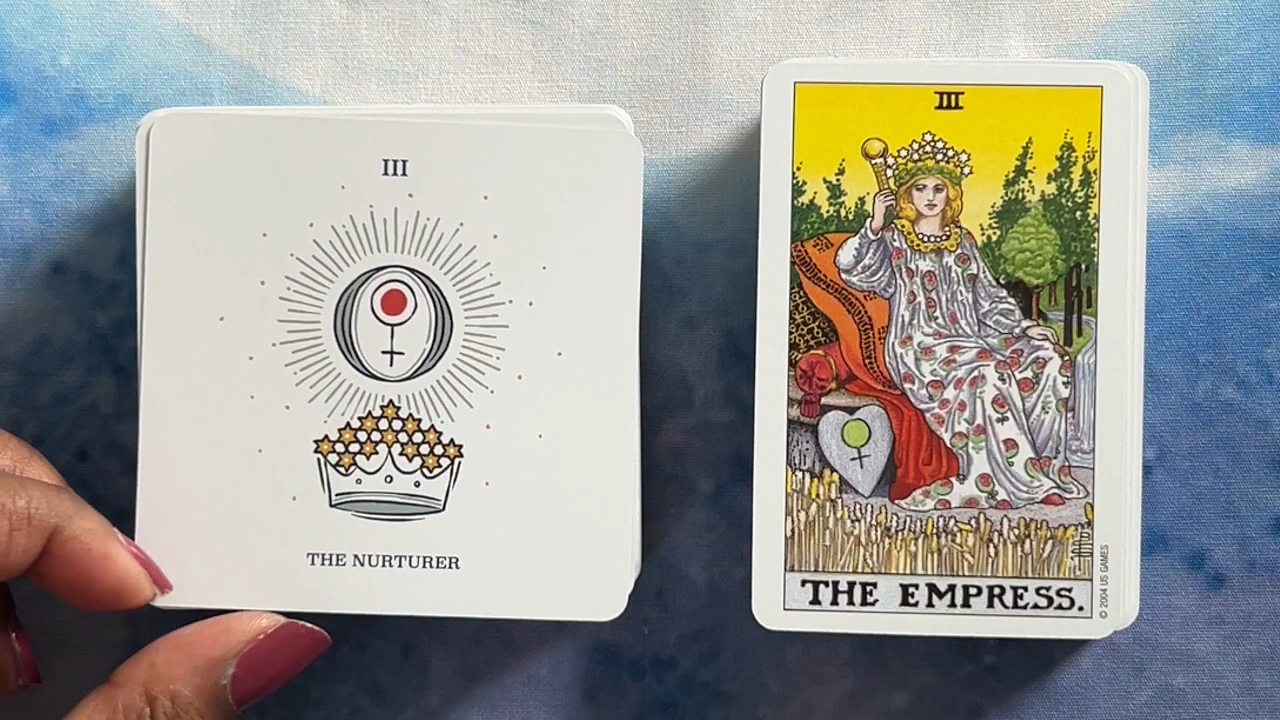 III
THE NURTURER
III
THE EMPRESS.
© 2004 US GAMES